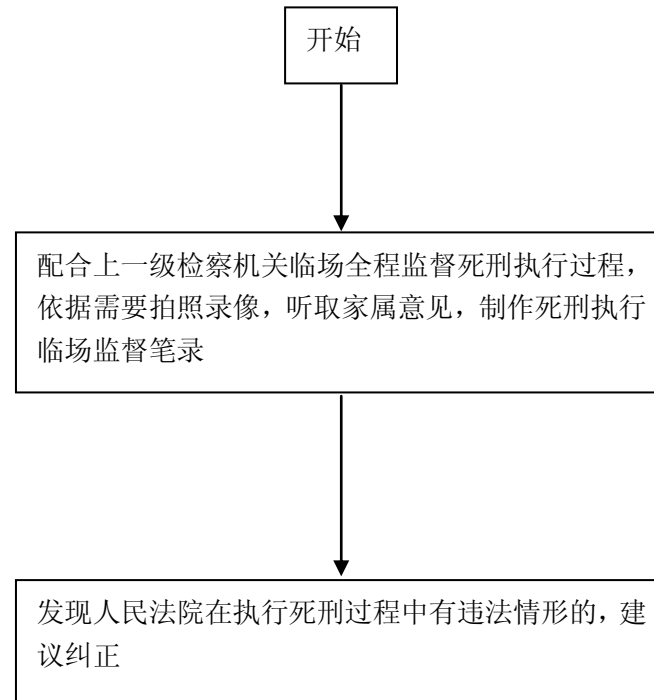 开始
配合上一级检察机关临场全程监督死刑执行过程，
依据需要拍照录像，听取家属意见，制作死刑执行
临场监督笔录
发现人民法院在执行死刑过程中有违法情形的，建
议纠正